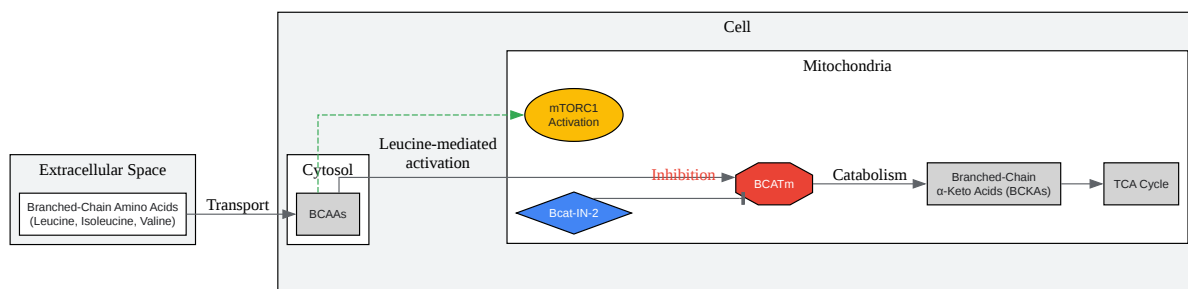 Cell
Mitochondria
mTORC1
Activation
Leucine-mediated
activation
Extracellular Space
Cytosol
Branched-Chain Amino Acids
(Leucine, Isoleucine, Valine)
Transport
BCAAs
Inhibition
BCATm
Catabolism
Branched-Chain
α-Keto Acids (BCKAs)
TCA Cycle
Bcat-IN-2